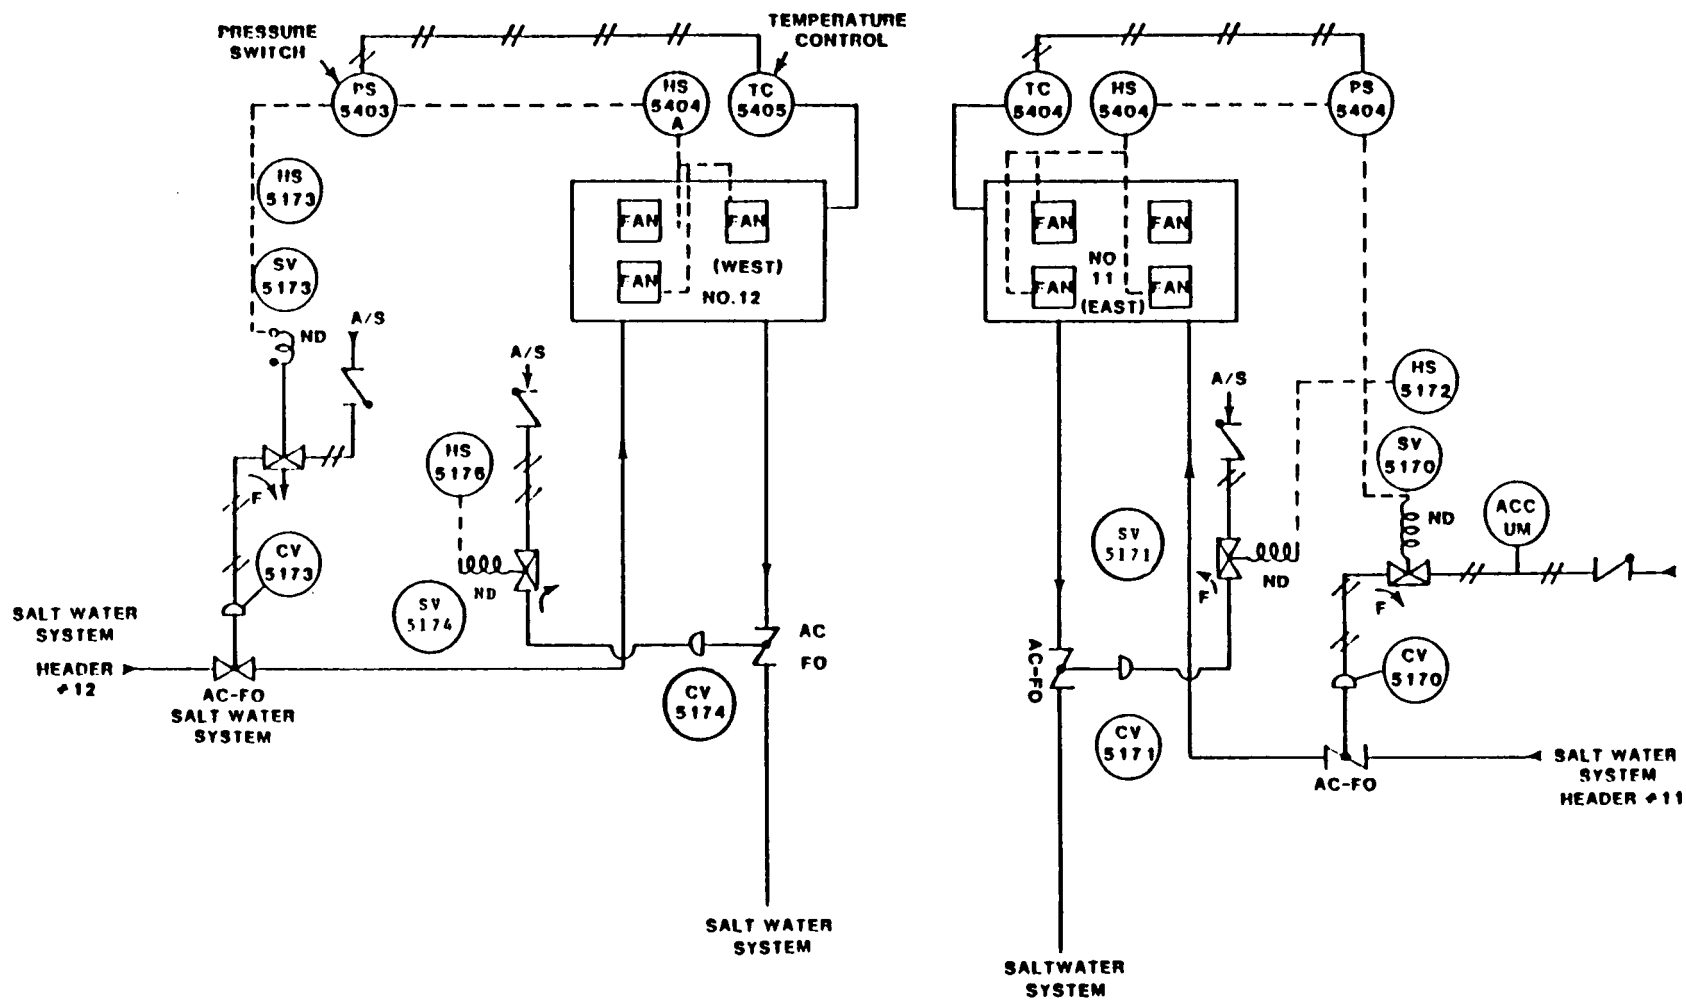 PRESSURE
SWITCH
TEMPERATURE
CONTROL
PS
5403
HS
5404
A
TC
5405
TC
5404
HS
5404
PS
5404
HS
5173
SV
5173
ND
A/S
F
CV
5173
SALT WATER
SYSTEM
HEADER
#12
AC-FO
SALT WATER
SYSTEM
FAN
FAN
(WEST)
FAN
NO.12
A/S
HS
5176
ND
SV
5174
AC
FO
CV
5174
SALT WATER
SYSTEM
FAN
FAN
NO
11
FAN
FAN
(EAST)
A/S
HS
5172
SV
5170
SV
5171
ND
F
ND
ACC
UM
F
AC-FO
CV
5170
CV
5171
AC-FO
SALT WATER
SYSTEM
HEADER #11
SALTWATER
SYSTEM